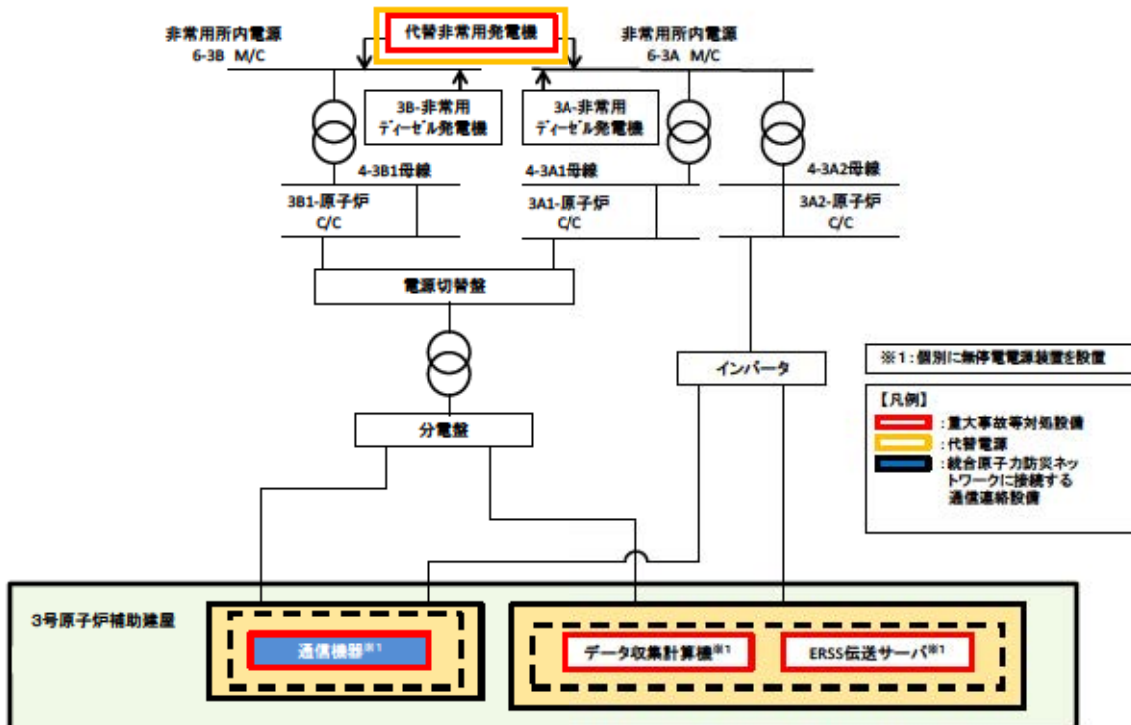 代替非常用発電機
非常用所内電源
6-3B M/C
非常用所内電源
6-3A M/C
3B-非常用
ディーゼル発電機
3A-非常用
ディーゼル発電機
4-3B1母線
4-3A1母線
4-3A2母線
3B1-原子炉
C/C
3A1-原子炉
C/C
3A2-原子炉
C/C
電源切替盤
インバータ
分電盤
※1:個別に無停電電源装置を設置
【凡例】
:重大事故等対処設備
:代替電源
:統合原子力防災ネッ
トワークに接続する
通信連絡設備
3号原子炉補助建屋
通信機器※1
データ収集計算機※1
ERSS伝送サーバ※1